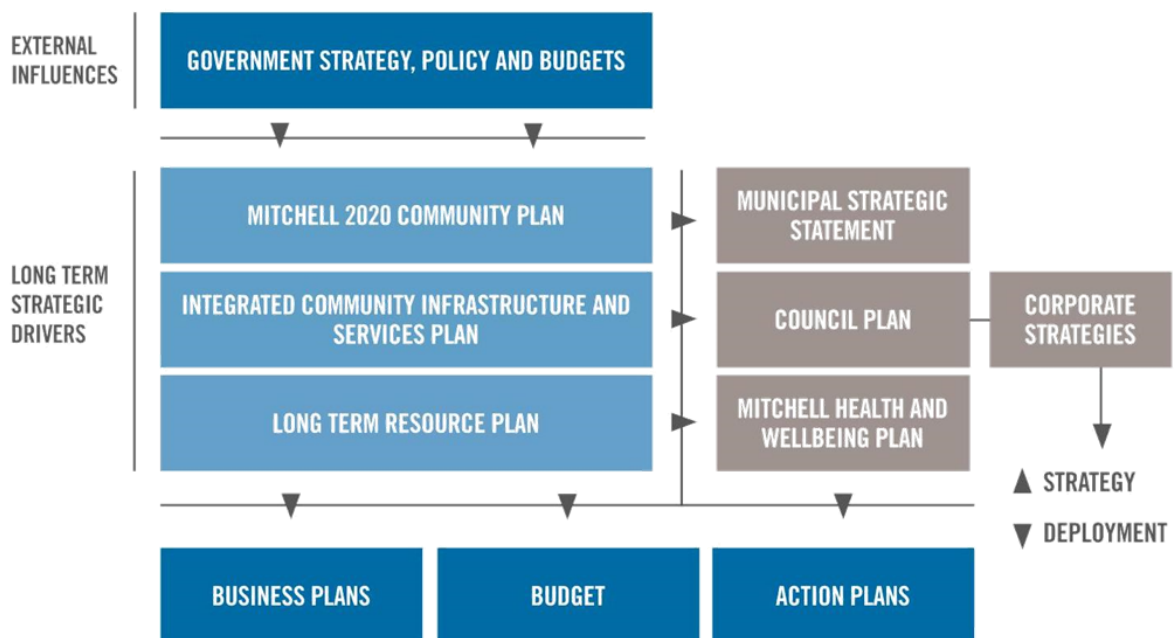 EXTERNAL
INFLUENCES
GOVERNMENT STRATEGY, POLICY AND BUDGETS
LONG TERM
STRATEGIC
DRIVERS
MITCHELL 2020 COMMUNITY PLAN
MUNICIPAL STRATEGIC
STATEMENT
INTEGRATED COMMUNITY INFRASTRUCTURE AND
SERVICES PLAN
COUNCIL PLAN
CORPORATE
STRATEGIES
LONG TERM RESOURCE PLAN
MITCHELL HEALTH AND
WELLBEING PLAN
STRATEGY
DEPLOYMENT
BUSINESS PLANS
BUDGET
ACTION PLANS